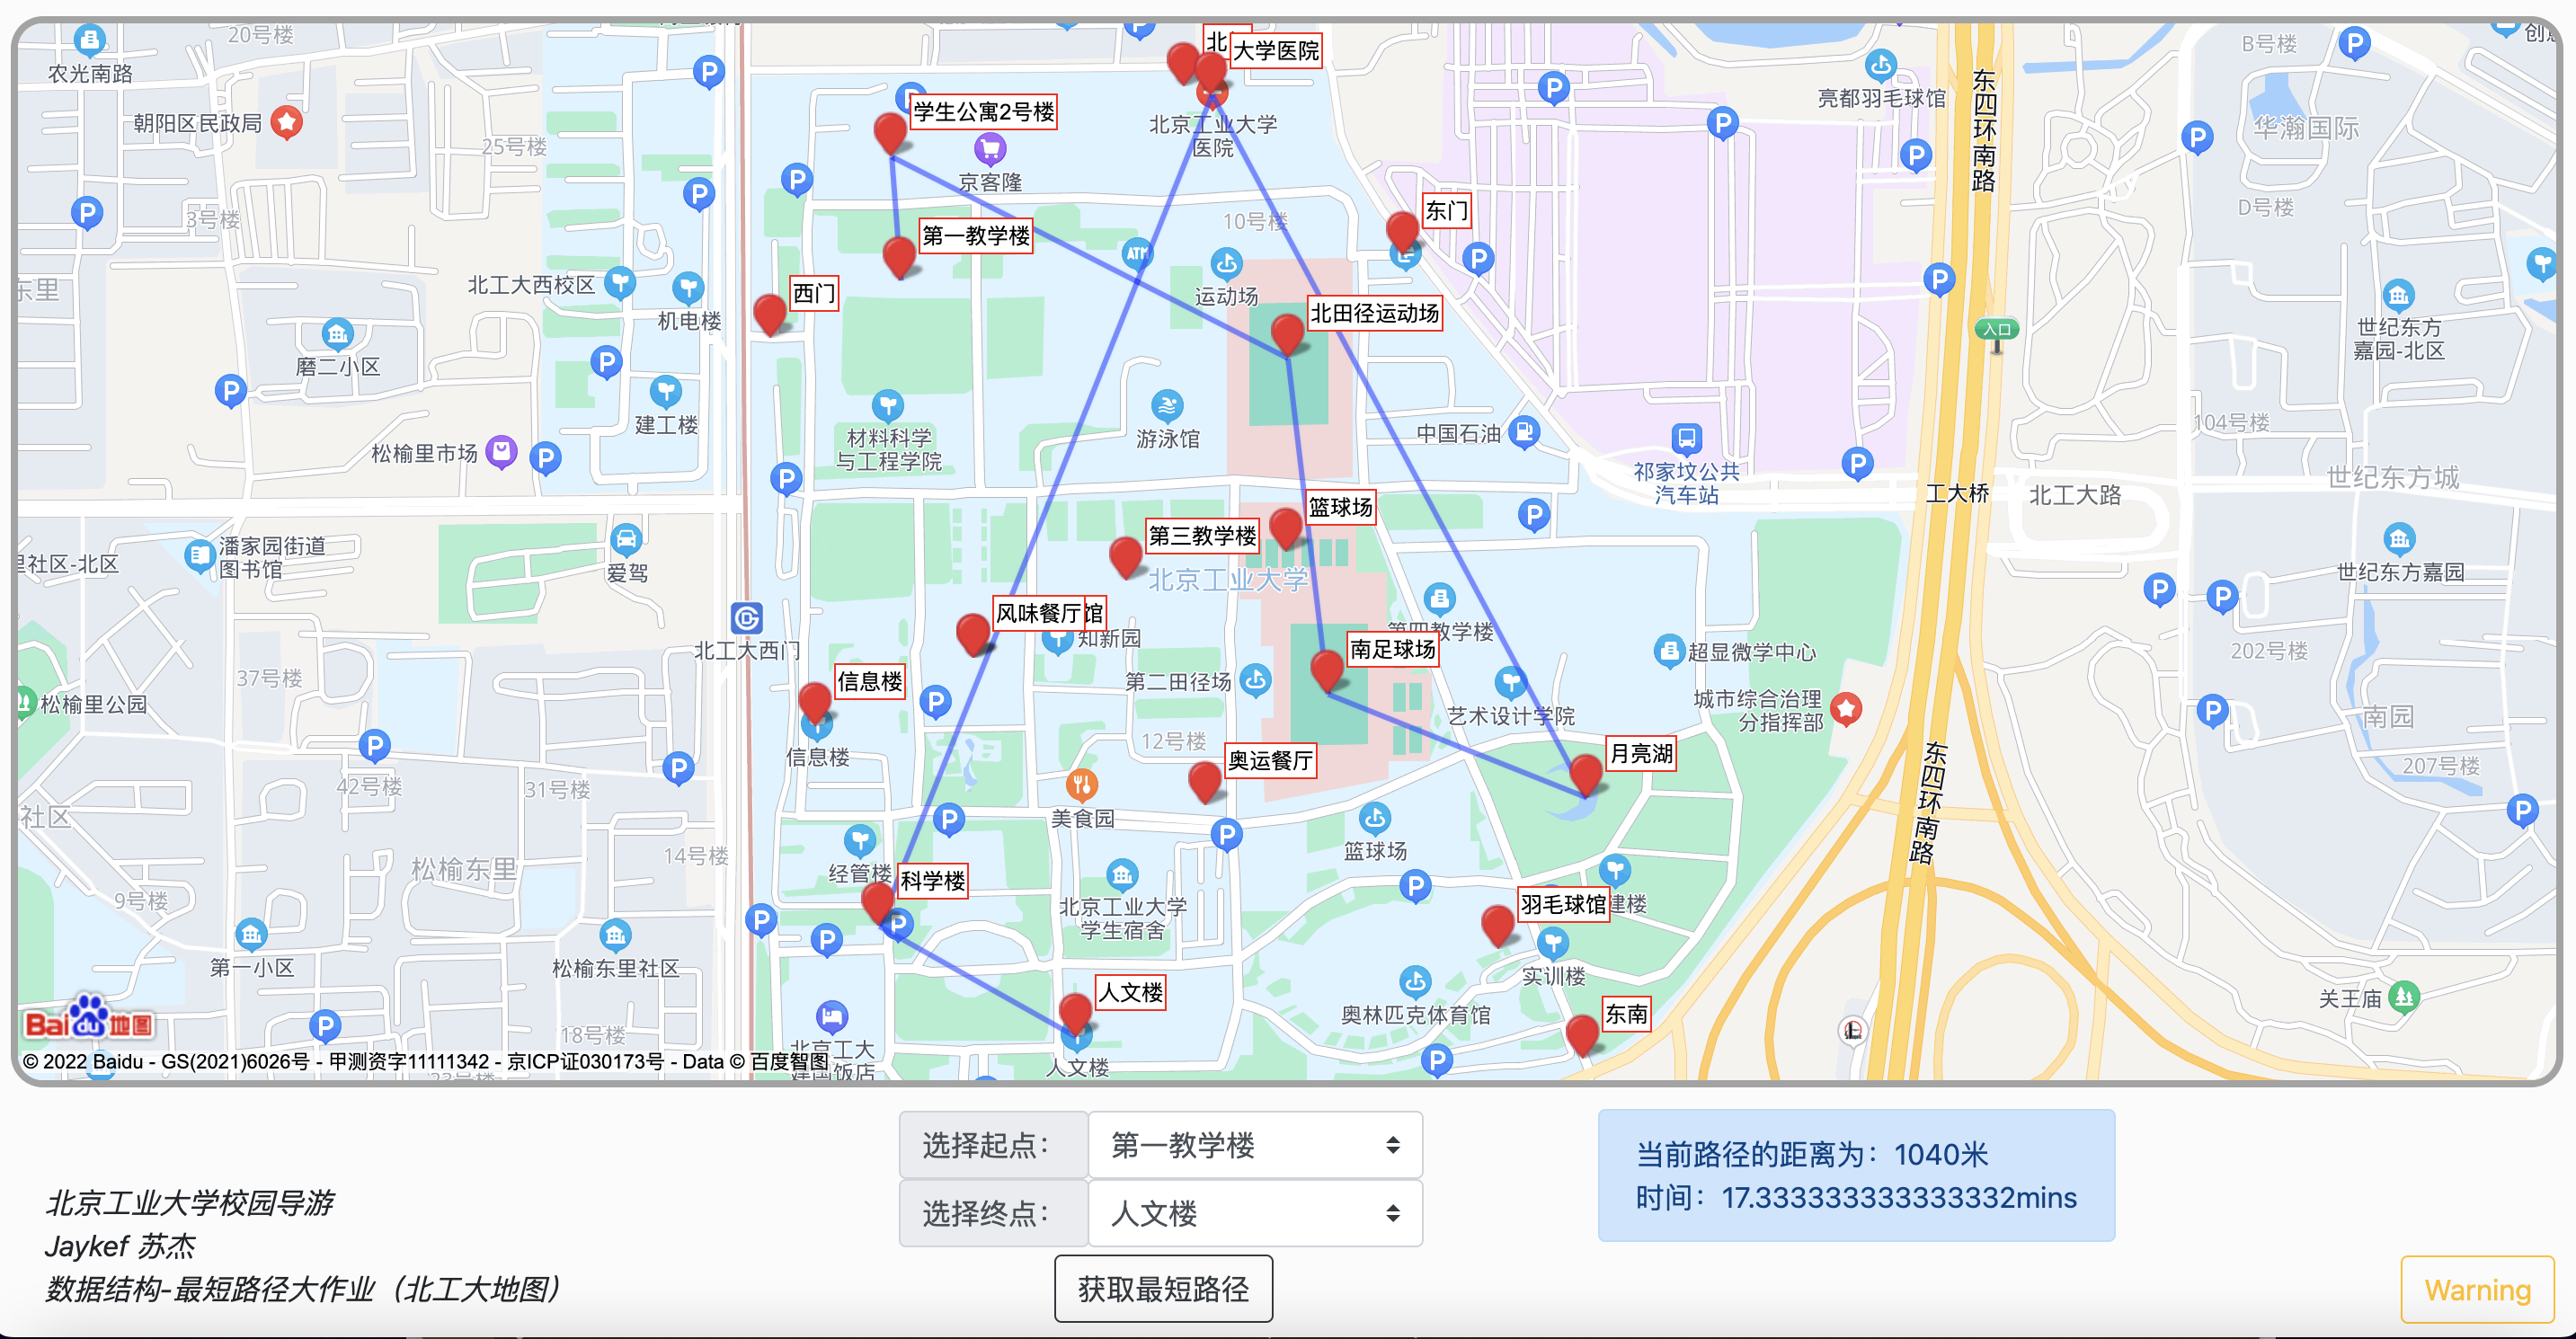 20号楼
农光南路
朝阳区民政局
25号楼
3号楼
北工大西校区
机电楼
磨二小区
建工楼
松榆里市场
潘家园街道
图书馆
爱驾
北工大西门
37号楼
松榆里公园
42号楼
31号楼
社区
松榆东里
14号楼
9号楼
第一小区
松榆东里社区
18号楼
大学医院
北京工业大学
医院
学生公寓2号楼
京客隆
第一教学楼
西门
10号楼
东门
ATM
运动场
北田径运动场
材料科学
与工程学院
游泳馆
中国石油
祁家坟公共
汽车站
篮球场
第三教学楼
北京工业大学
风味餐厅
馆
知新园
第四教学楼
南足球场
信息楼
信息楼
第二田径场
12号楼
奥运餐厅
艺术设计学院
月亮湖
超显微学中心
城市综合治理
分指挥部
美食园
篮球场
经管楼
科学楼
北京工业大学
学生宿舍
羽毛球馆
建楼
实训楼
人文楼
人文楼
奥林匹克体育馆
东南
北京工大
建国饭店
亮都羽毛球馆
东四环南路
B号楼
华瀚国际
D号楼
入口
世纪东方
嘉园-北区
104号楼
世纪东方城
工大桥
北工大路
世纪东方嘉园
202号楼
南园
207号楼
东四环南路
关王庙
Bai du 地图
© 2022 Baidu - GS(2021)6026号 - 甲测资字11111342 - 京ICP证030173号 - Data © 百度智图
选择起点：
第一教学楼
选择终点：
人文楼
获取最短路径
当前路径的距离为：1040米
时间：17.333333333333332mins
北京工业大学校园导游
Jaykef 苏杰
数据结构-最短路径大作业（北工大地图）
Warning